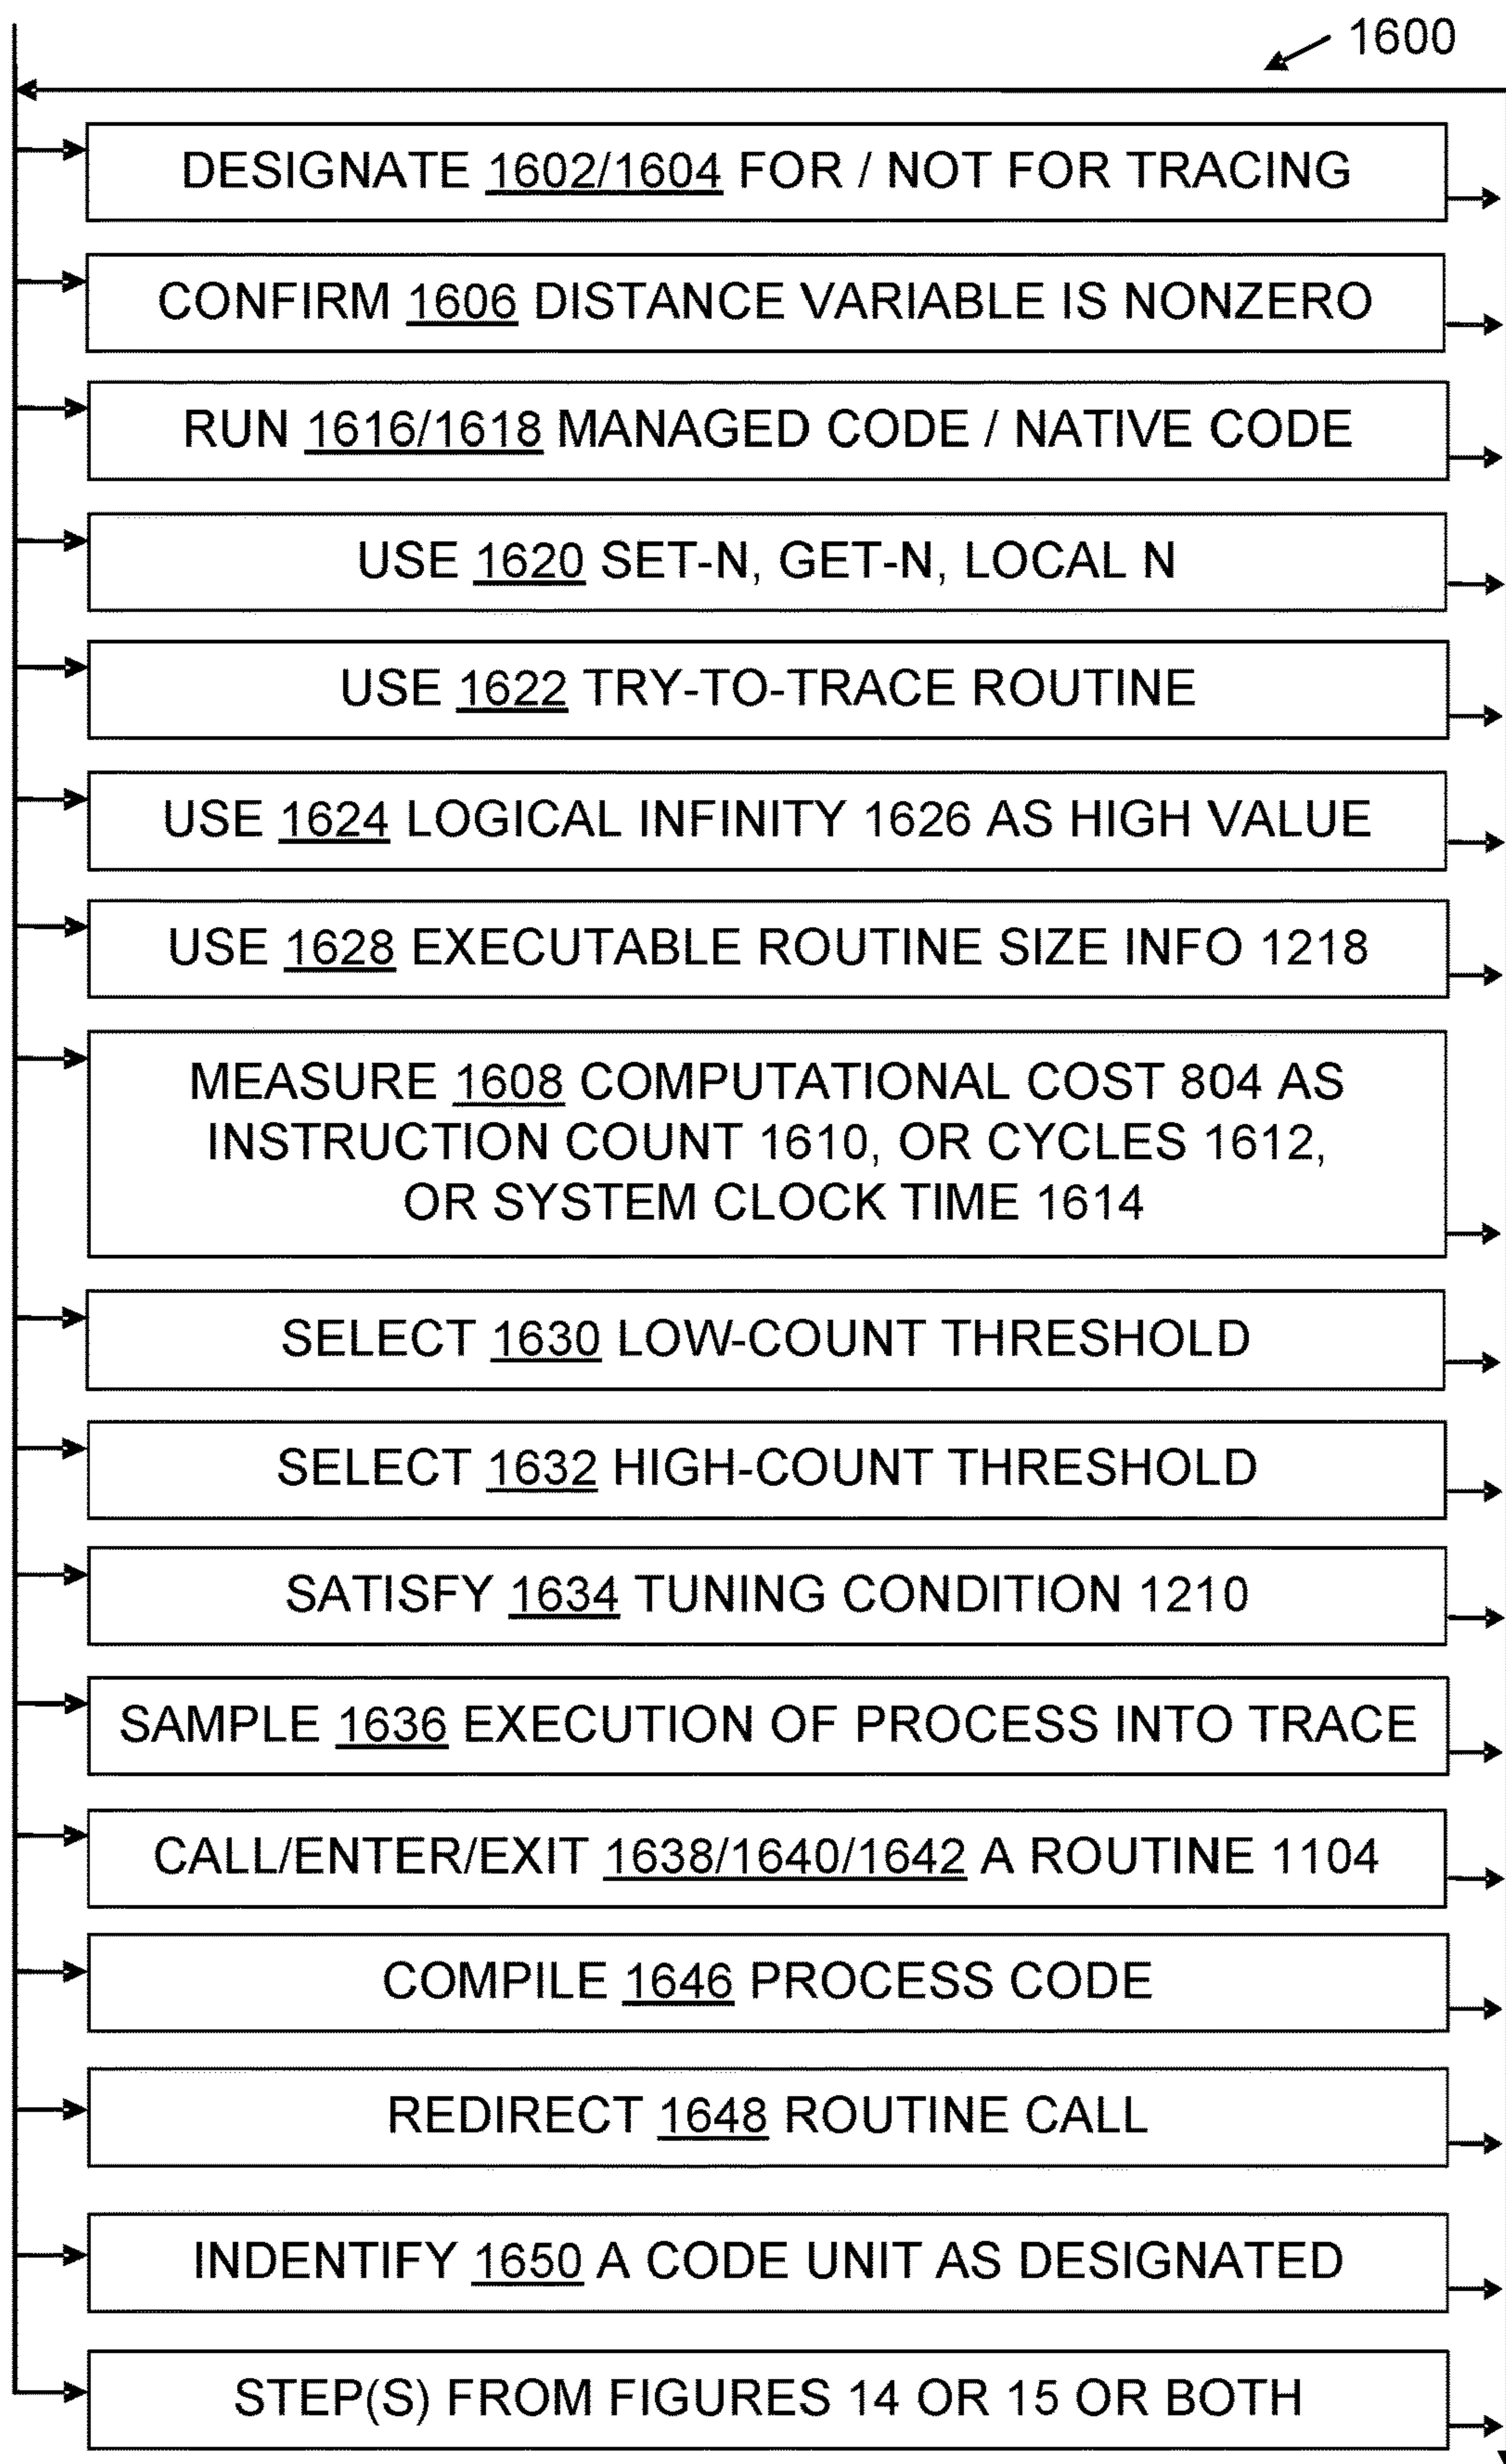 1600
DESIGNATE 1602/1604 FOR / NOT FOR TRACING
CONFIRM 1606 DISTANCE VARIABLE IS NONZERO
RUN 1616/1618 MANAGED CODE / NATIVE CODE
USE 1620 SET-N, GET-N, LOCAL N
USE 1622 TRY-TO-TRACE ROUTINE
USE 1624 LOGICAL INFINITY 1626 AS HIGH VALUE
USE 1628 EXECUTABLE ROUTINE SIZE INFO 1218
MEASURE 1608 COMPUTATIONAL COST 804 AS
INSTRUCTION COUNT 1610, OR CYCLES 1612,
OR SYSTEM CLOCK TIME 1614
SELECT 1630 LOW-COUNT THRESHOLD
SELECT 1632 HIGH-COUNT THRESHOLD
SATISFY 1634 TUNING CONDITION 1210
SAMPLE 1636 EXECUTION OF PROCESS INTO TRACE
CALL/ENTER/EXIT 1638/1640/1642 A ROUTINE 1104
COMPILE 1646 PROCESS CODE
REDIRECT 1648 ROUTINE CALL
INDENTIFY 1650 A CODE UNIT AS DESIGNATED
STEP(S) FROM FIGURES 14 OR 15 OR BOTH